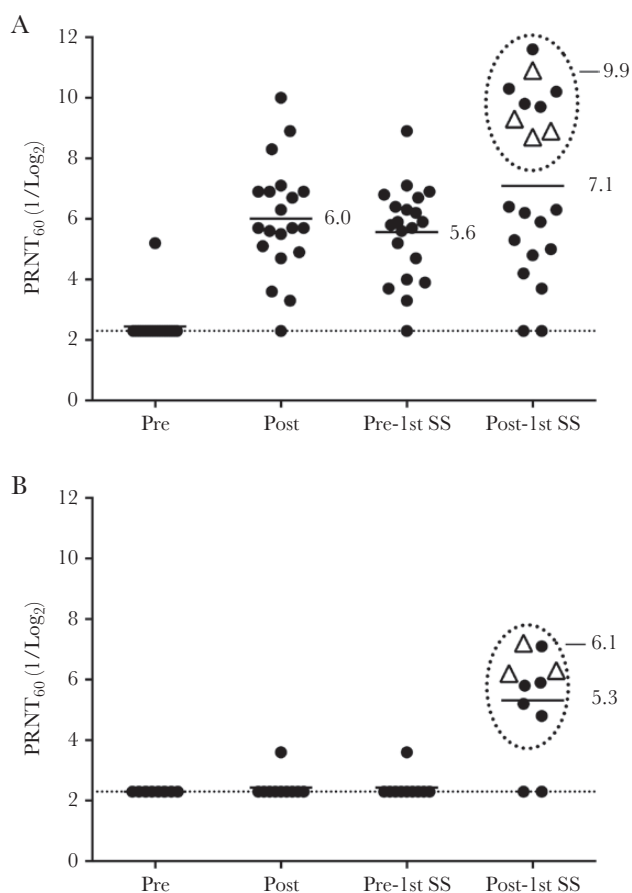 A
PRNT60 (1/Log2)
12
10
8
6
4
2
0
9.9
7.1
6.0
5.6
Pre
Post
Pre-1st SS
Post-1st SS
B
PRNT60 (1/Log2)
12
10
8
6
4
2
0
6.1
5.3
Pre
Post
Pre-1st SS
Post-1st SS